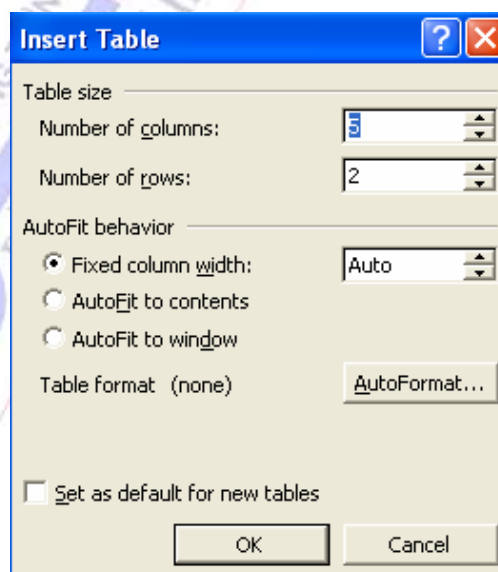 Insert Table
Table size
Number of columns: 5
Number of rows: 2
AutoFit behavior
Fixed column width: Auto
AutoFit to contents
AutoFit to window
Table format (none) AutoFormat...
Set as default for new tables
OK Cancel